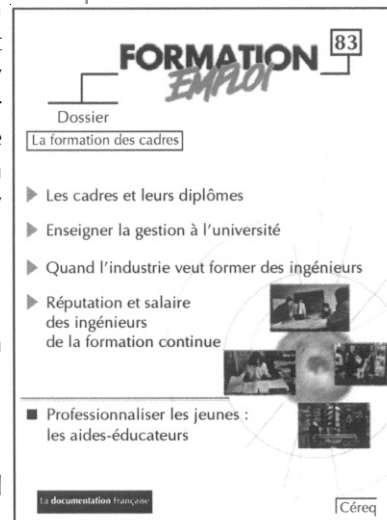 83
FORMATION
EMPLOI
Dossier
La formation des cadres
Les cadres et leurs diplômes
Enseigner la gestion à l'université
Quand l'industrie veut former des ingénieurs
Réputation et salaire
des ingénieurs
de la formation continue
Professionnaliser les jeunes :
les aides-éducateurs
La documentation Française
Céreq